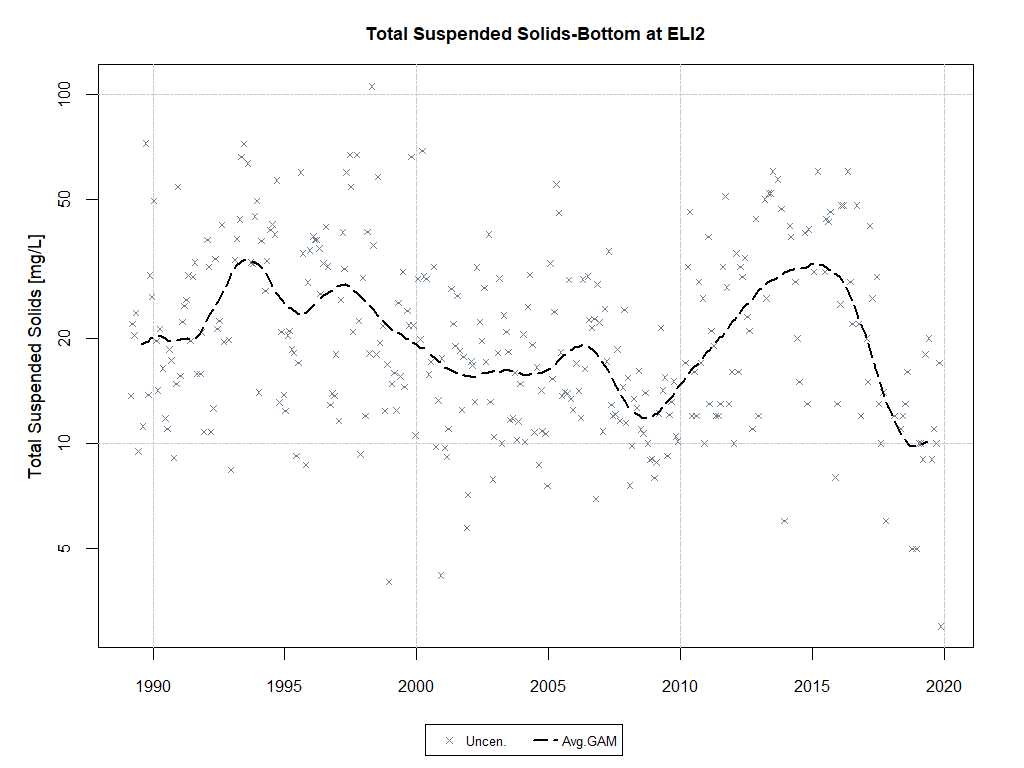 Total Suspended Solids-Bottom at ELI2
Total Suspended Solids [mg/L]
100
50
20
10
5
1990 1995 2000 2005 2010 2015 2020
Uncen. Avg.GAM